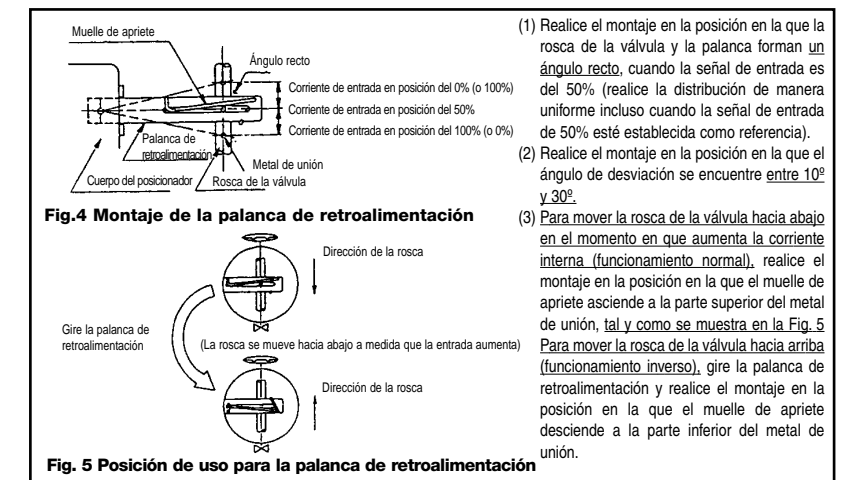 Muelle de apriete
Ángulo recto
Corriente de entrada en posición del 0% (o 100%)
Corriente de entrada en posición del 50%
Corriente de entrada en posición del 100% (o 0%)
Palanca de
retroalimentación
Metal de unión
Cuerpo del posicionador
Rosca de la válvula
Fig.4 Montaje de la palanca de retroalimentación
Dirección de la rosca
Gire la palanca de
retroalimentación
(La rosca se mueve hacia abajo a medida que la entrada aumenta)
Dirección de la rosca
Fig. 5 Posición de uso para la palanca de retroalimentación
(1) Realice el montaje en la posición en la que la
rosca de la válvula y la palanca forman un
ángulo recto, cuando la señal de entrada es
del 50% (realice la distribución de manera
uniforme incluso cuando la señal de entrada
de 50% esté establecida como referencia).
(2) Realice el montaje en la posición en la que el
ángulo de desviación se encuentre entre 10º
y 30º.
(3) Para mover la rosca de la válvula hacia abajo
en el momento en que aumenta la corriente
interna (funcionamiento normal), realice el
montaje en la posición en la que el muelle de
apriete asciende a la parte superior del metal
de unión, tal y como se muestra en la Fig. 5
Para mover la rosca de la válvula hacia arriba
(funcionamiento inverso), gire la palanca de
retroalimentación y realice el montaje en la
posición en la que el muelle de apriete
desciende a la parte inferior del metal de
unión.